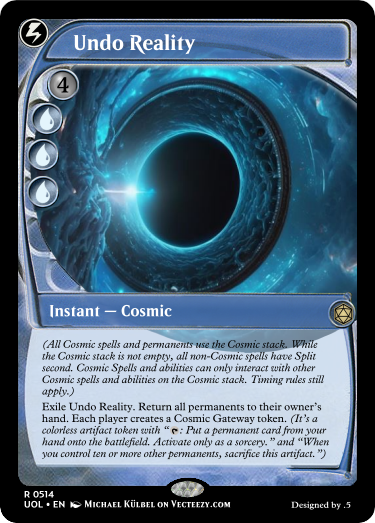 Undo Reality
4
Instant — Cosmic
(All Cosmic spells and permanents use the Cosmic stack. While
the Cosmic stack is not empty, all non-Cosmic spells have Split
second. Cosmic Spells and abilities can only interact with other
Cosmic spells and abilities on the Cosmic stack. Timing rules still
apply.)
Exile Undo Reality. Return all permanents to their owner's
hand. Each player creates a Cosmic Gateway token. (It's a
colorless artifact token with “: Put a permanent card from your
hand onto the battlefield. Activate only as a sorcery.” and “When
you control ten or more other permanents, sacrifice this artifact.”)
R 0514
UOL • EN Michael Külbel on Vecteezy.com
Designed by .5